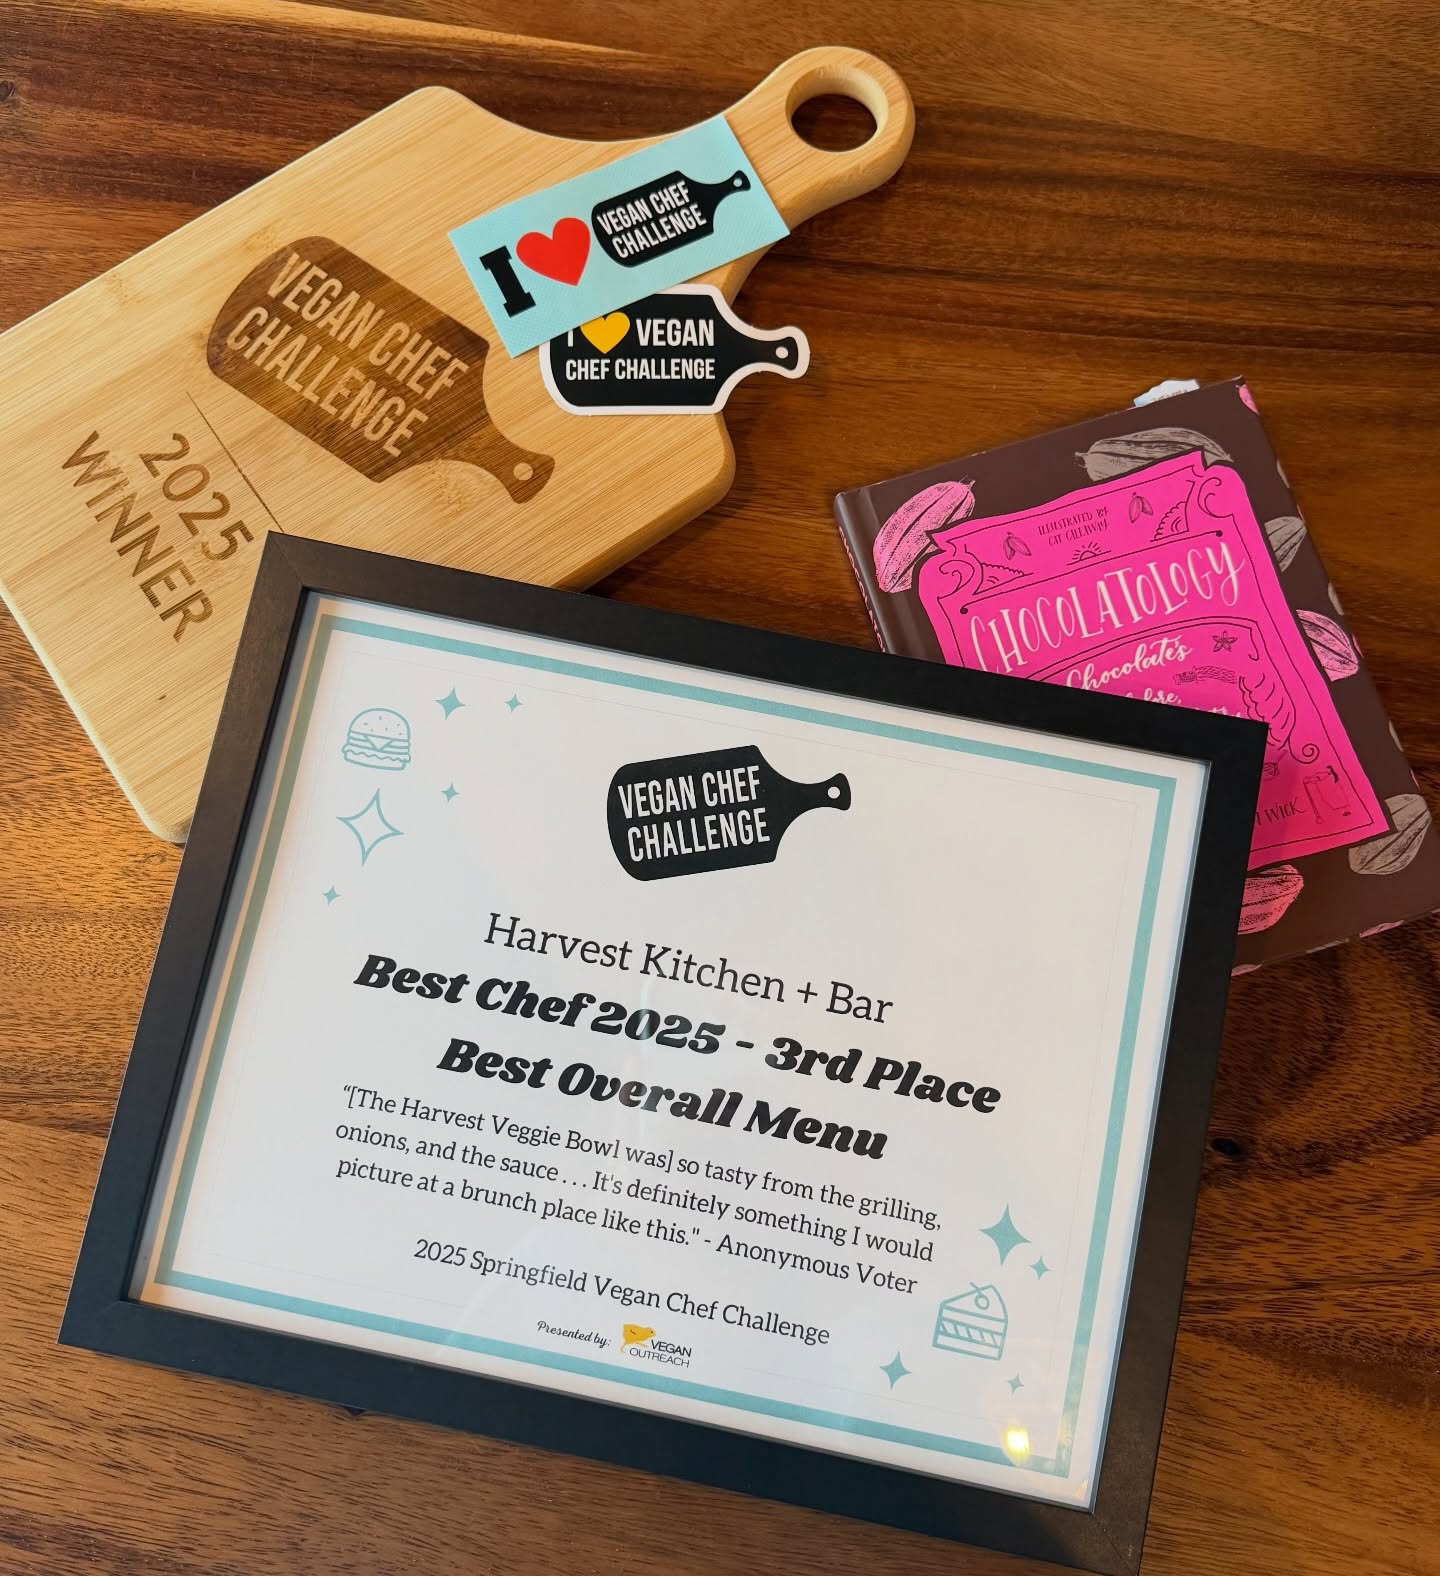 VEGAN CHEF
CHALLENGE
2025
WINNER
I VEGAN CHEF
CHALLENGE
I VEGAN
CHEF CHALLENGE
ILLUSTRATED BY
CAT CALLAWAY
CHOCOLATOLOGY
Chocolate's
WICK
VEGAN CHEF
CHALLENGE
Harvest Kitchen + Bar
Best Chef 2025 - 3rd Place
Best Overall Menu
"[The Harvest Veggie Bowl was] so tasty from the grilling,
onions, and the sauce . . . It's definitely something I would
picture at a brunch place like this." - Anonymous Voter
2025 Springfield Vegan Chef Challenge
Presented by:
VEGAN
OUTREACH